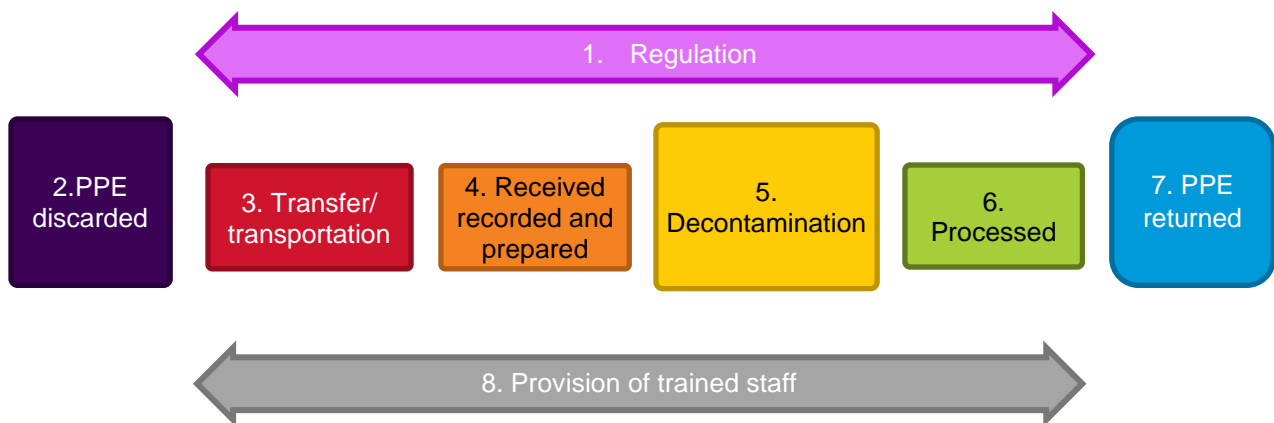 1. Regulation
2.PPE
discarded
3. Transfer/
transportation
4. Received
recorded and
prepared
5.
Decontamination
6.
Processed
7. PPE
returned
8. Provision of trained staff